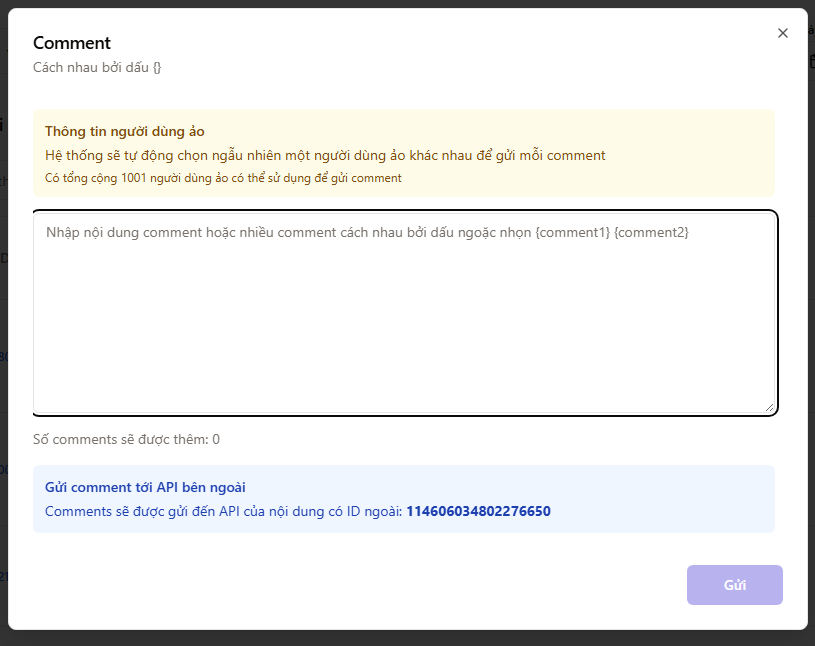 Comment
Cách nhau bởi dấu {}
Thông tin người dùng ảo
Hệ thống sẽ tự động chọn ngẫu nhiên một người dùng ảo khác nhau để gửi mỗi comment
Có tổng cộng 1001 người dùng ảo có thể sử dụng để gửi comment
Nhập nội dung comment hoặc nhiều comment cách nhau bởi dấu ngoặc nhọn {comment1} {comment2}
Số comments sẽ được thêm: 0
Gửi comment tới API bên ngoài
Comments sẽ được gửi đến API của nội dung có ID ngoài: 114606034802276650
Gửi